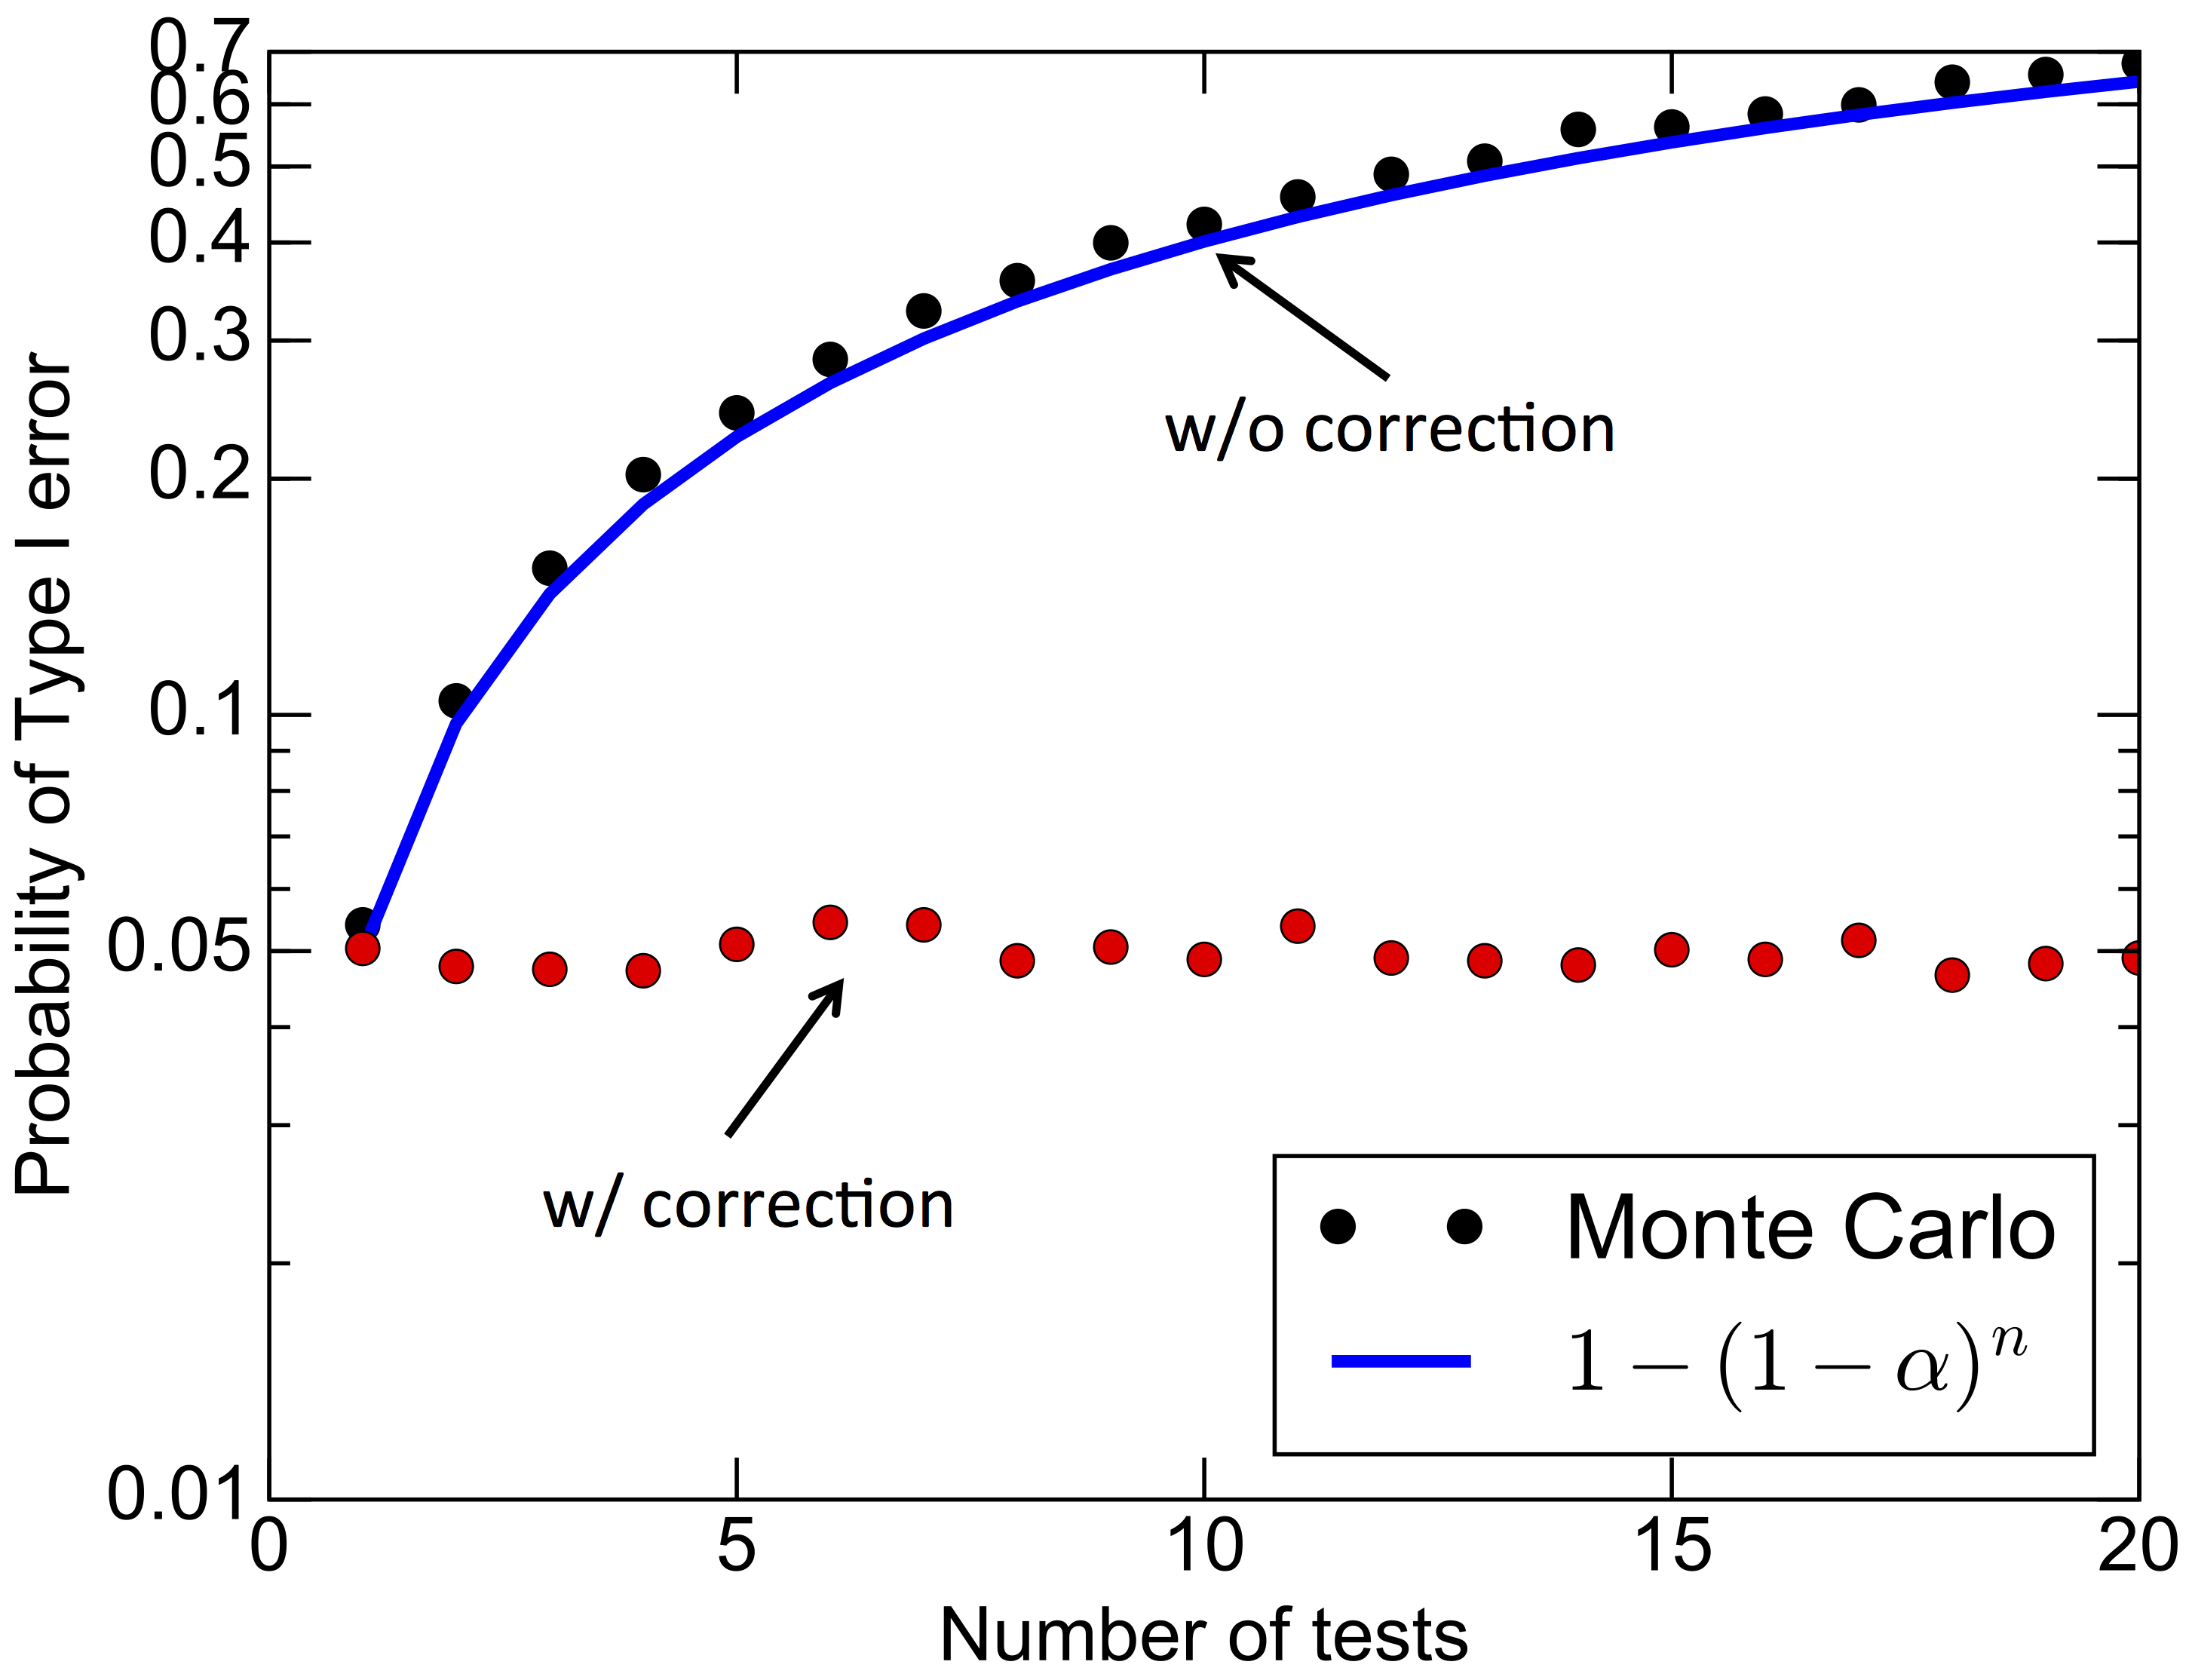 Probability of Type I error
0.7
0.6
0.5
0.4
0.3
0.2
0.1
0.05
0.01
w/o correction
w/ correction
Monte Carlo
1 − (1 − α)ⁿ
0 5 10 15 20
Number of tests